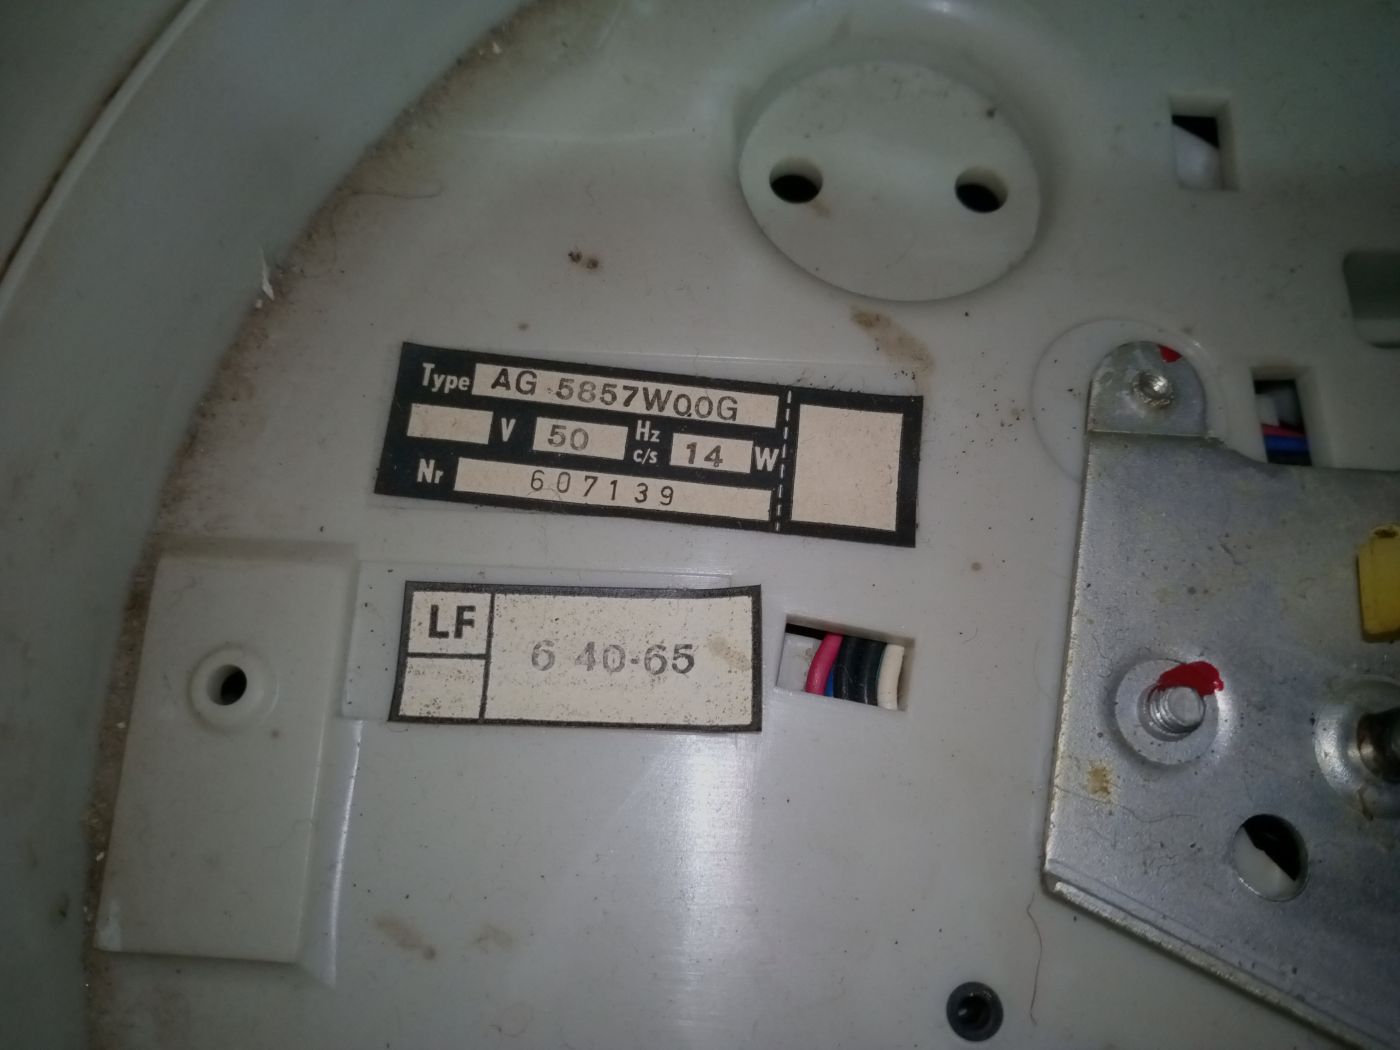 Type AG 5857W00G
V 50 Hz c/s 14 W
Nr 607139
LF 6 40-65